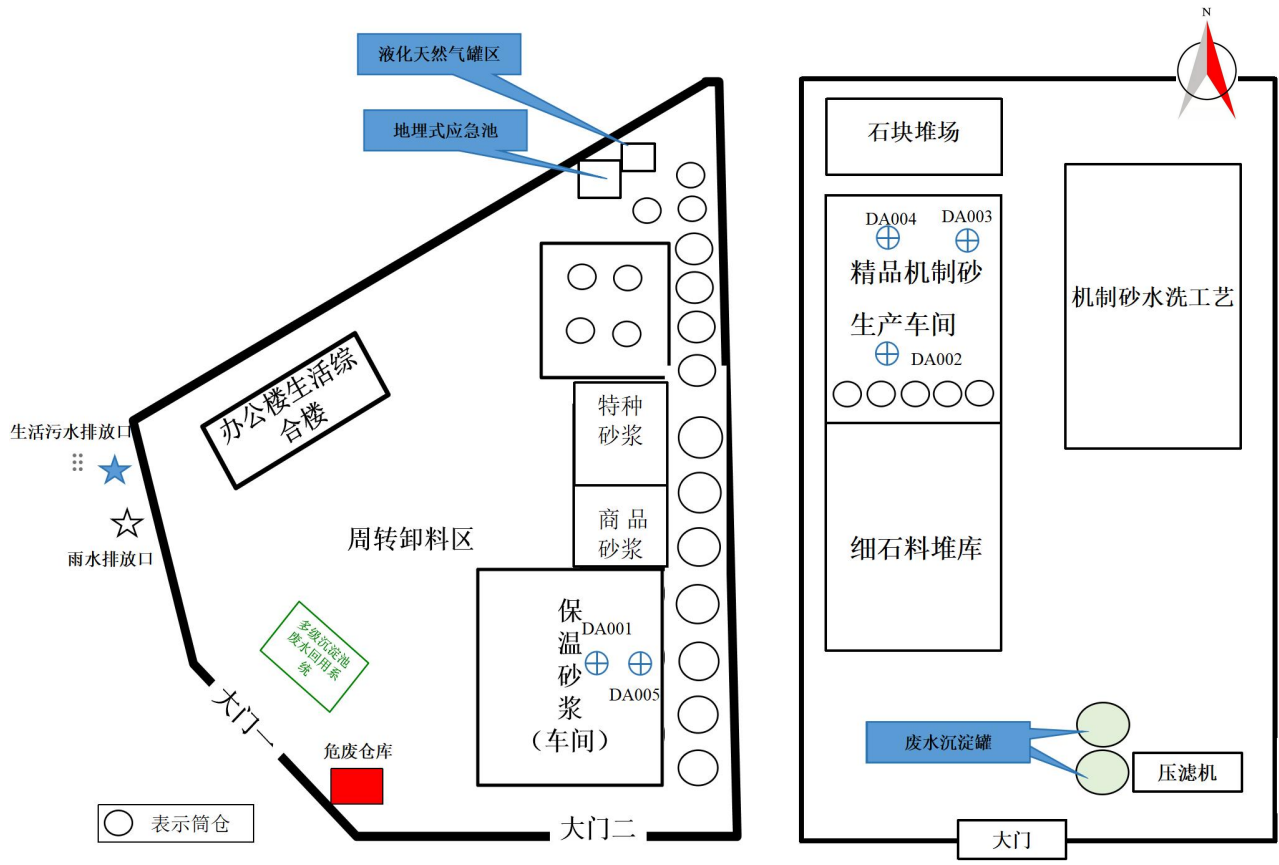 液化天然气罐区
地埋式应急池
办公楼生活综
合楼
生活污水排放口
雨水排放口
特种
砂浆
商 品
砂浆
周转卸料区
保
温
砂
浆
（车间）
DA001
DA005
多级沉淀池
废水回用系
统
大门一
危废仓库
表示筒仓
大门二
N
石块堆场
DA004
DA003
精品机制砂
生产车间
DA002
机制砂水洗工艺
细石料堆库
废水沉淀罐
压滤机
大门